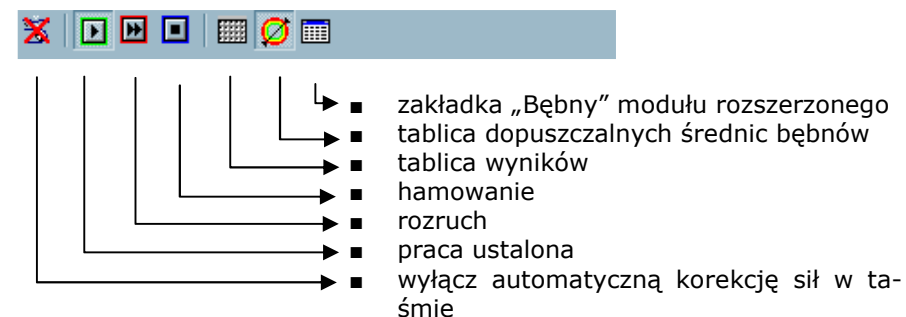 zakładka „Bębny” modułu rozszerzonego
tablica dopuszczalnych średnic bębnów
tablica wyników
hamowanie
rozruch
praca ustalona
wyłącz automatyczną korekcję sił w ta-
śmie